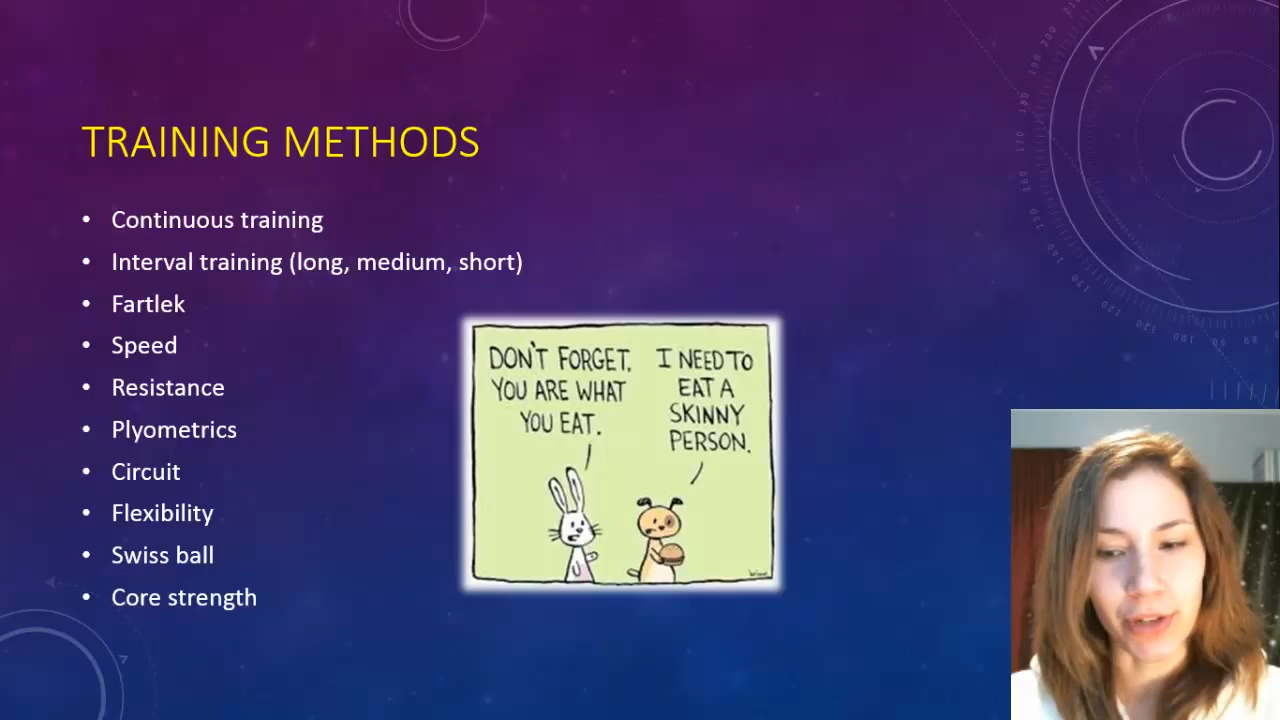 TRAINING METHODS
• Continuous training
• Interval training (long, medium, short)
• Fartlek
• Speed
• Resistance
• Plyometrics
• Circuit
• Flexibility
• Swiss ball
• Core strength
DON'T FORGET,
YOU ARE WHAT
YOU EAT.
I NEED TO
EAT A
SKINNY
PERSON.